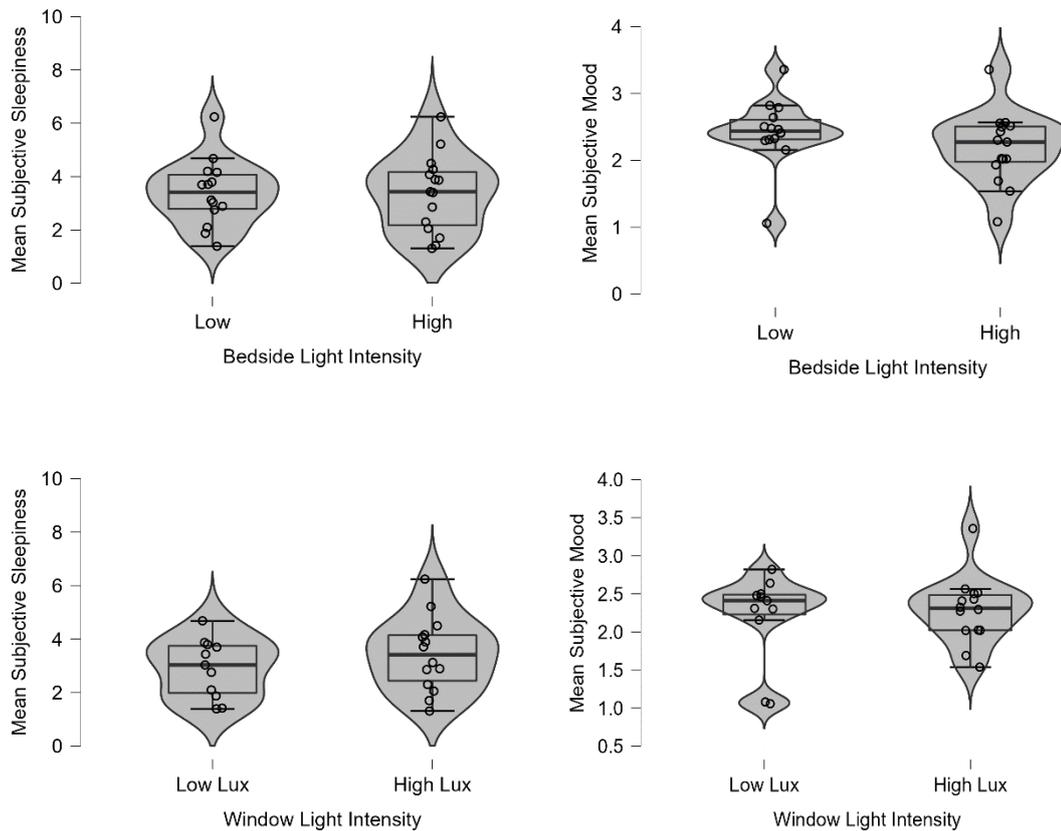 Mean Subjective Sleepiness
10
8
6
4
2
0
Low High
Bedside Light Intensity
Mean Subjective Mood
4
3
2
1
0
Low High
Bedside Light Intensity
Mean Subjective Sleepiness
10
8
6
4
2
0
Low Lux High Lux
Window Light Intensity
Mean Subjective Mood
4.0
3.5
3.0
2.5
2.0
1.5
1.0
0.5
Low Lux High Lux
Window Light Intensity